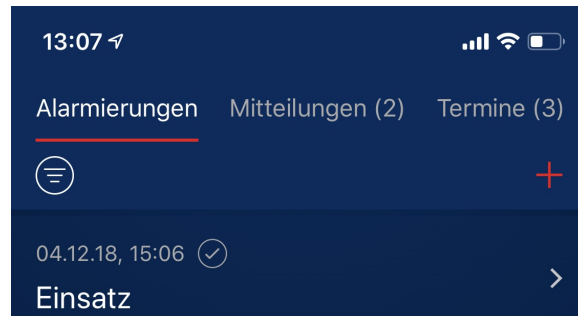 13:07
Alarmierungen Mitteilungen (2) Termine (3)
04.12.18, 15:06
Einsatz